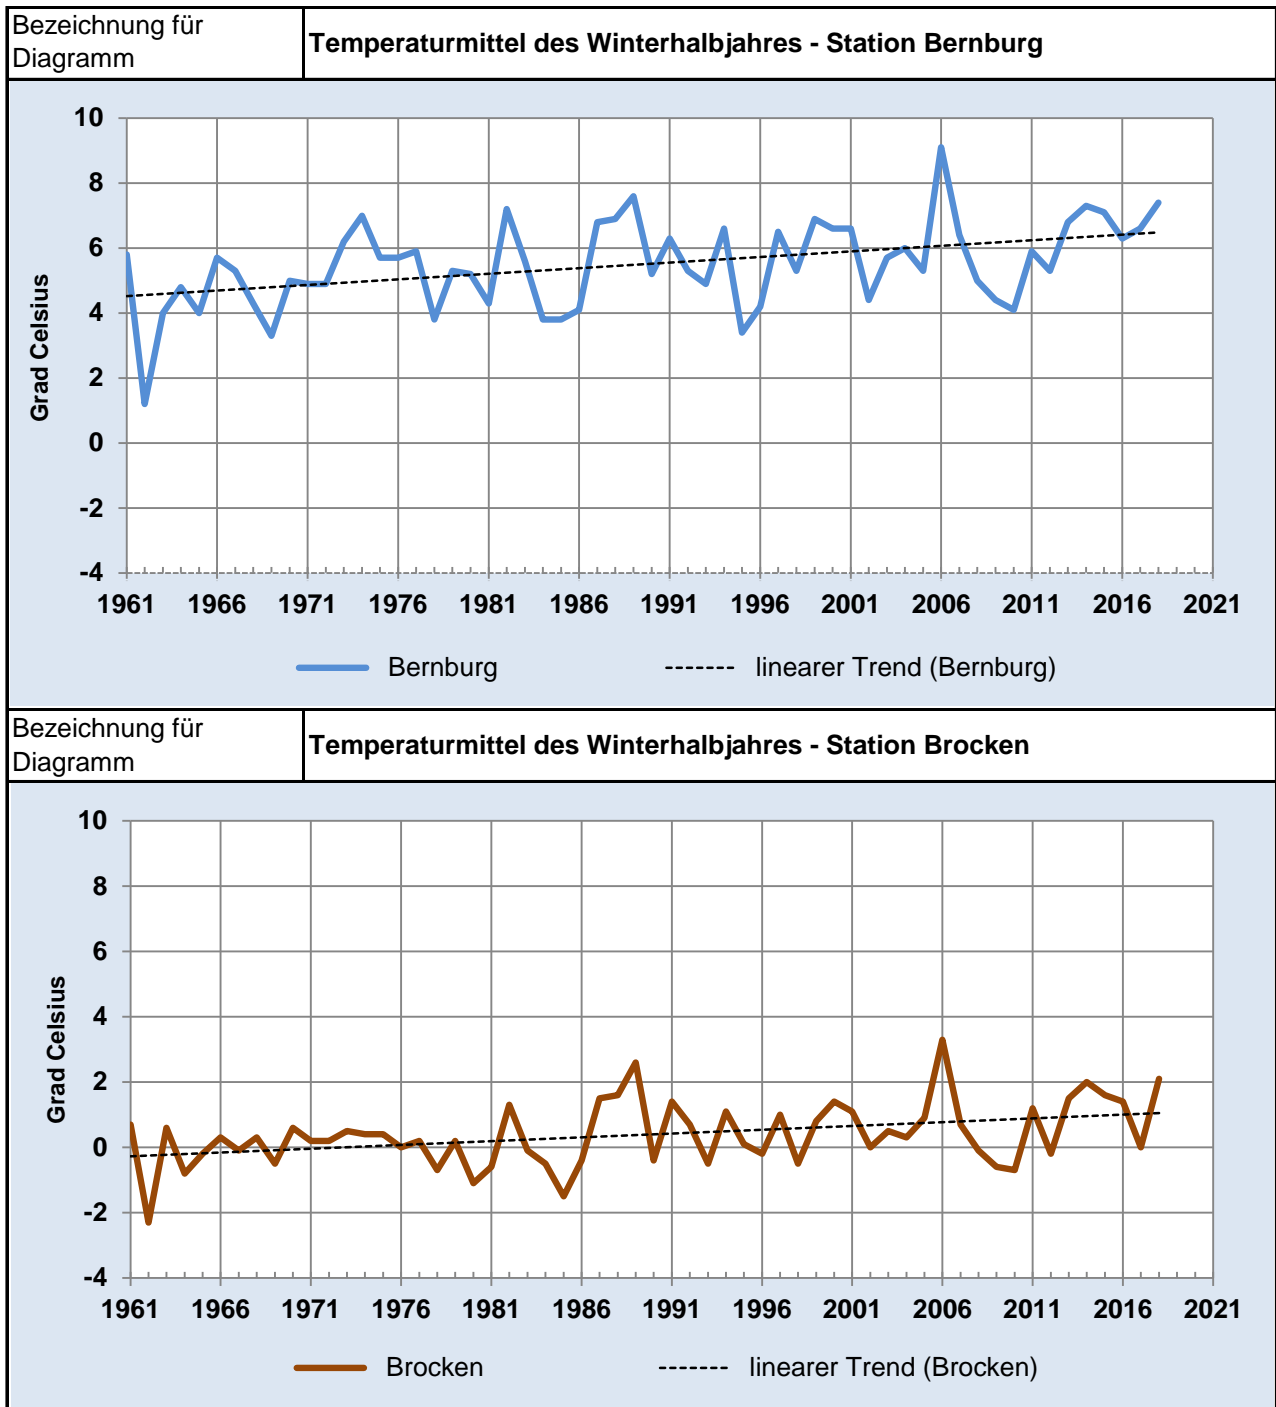 Bezeichnung für
Diagramm
Temperaturmittel des Winterhalbjahres - Station Bernburg
10
8
6
4
2
0
-2
-4
Grad Celsius
1961 1966 1971 1976 1981 1986 1991 1996 2001 2006 2011 2016 2021
Bernburg linearer Trend (Bernburg)
Bezeichnung für
Diagramm
Temperaturmittel des Winterhalbjahres - Station Brocken
10
8
6
4
2
0
-2
-4
Grad Celsius
1961 1966 1971 1976 1981 1986 1991 1996 2001 2006 2011 2016 2021
Brocken linearer Trend (Brocken)